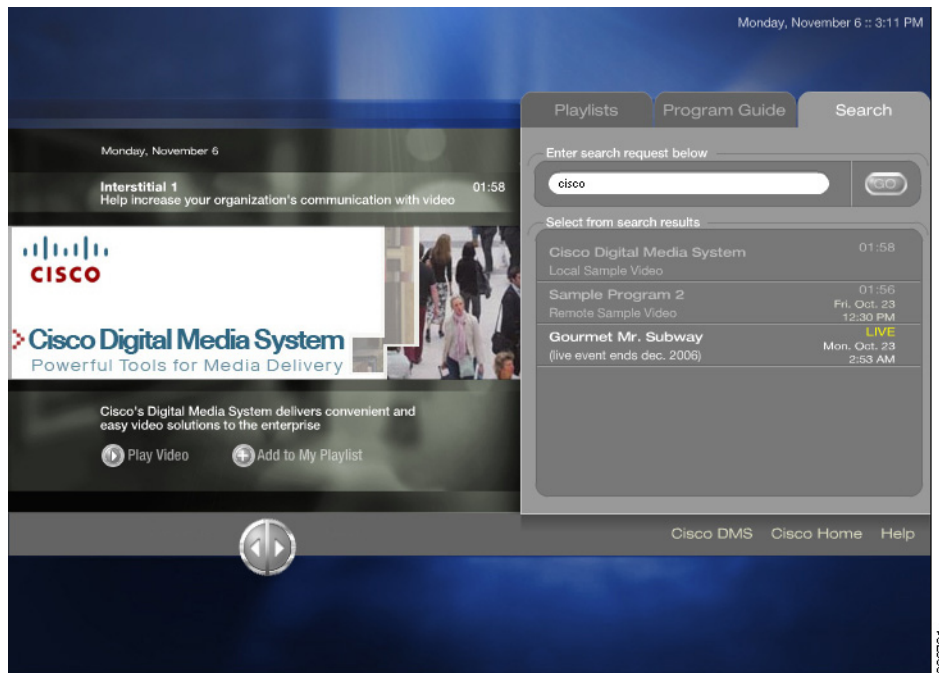 Monday, November 6 :: 3:11 PM
Playlists Program Guide Search
Monday, November 6
Interstitial 1 01:58
Help increase your organization's communication with video
CISCO
Cisco Digital Media System
Powerful Tools for Media Delivery
Cisco's Digital Media System delivers convenient and
easy video solutions to the enterprise
Play Video Add to My Playlist
Enter search request below
cisco GO
Select from search results
Cisco Digital Media System 01:58
Local Sample Video
Sample Program 2 01:56
Remote Sample Video Fri. Oct. 23
12:30 PM
Gourmet Mr. Subway LIVE
(live event ends dec. 2006) Mon. Oct. 23
2:53 AM
Cisco DMS Cisco Home Help